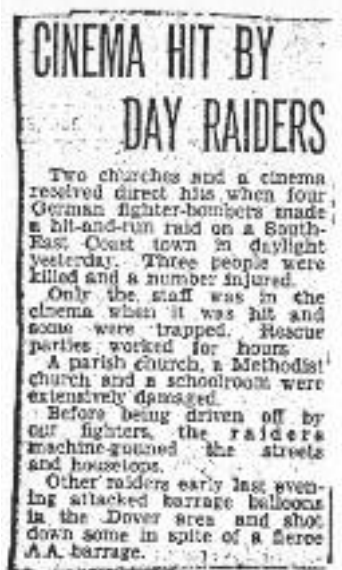 CINEMA HIT BY
DAY RAIDERS
Two churches and a cinema
received direct hits when four
German fighter-bombers made
a hit-and-run raid on a South-
East Coast town in daylight
yesterday. Three people were
killed and a number injured.
Only the staff was in the
cinema when it was hit and
some were trapped. Rescue
parties worked for hours
A parish church, a Methodist
church and a schoolroom were
extensively damaged.
Before being driven off by
our fighters, the raiders
machine-gunned the streets
and housetops.
Other raiders early last even-
ing attacked barrage balloons
in the Dover area and shot
down some in spite of a fierce
A.A. barrage.